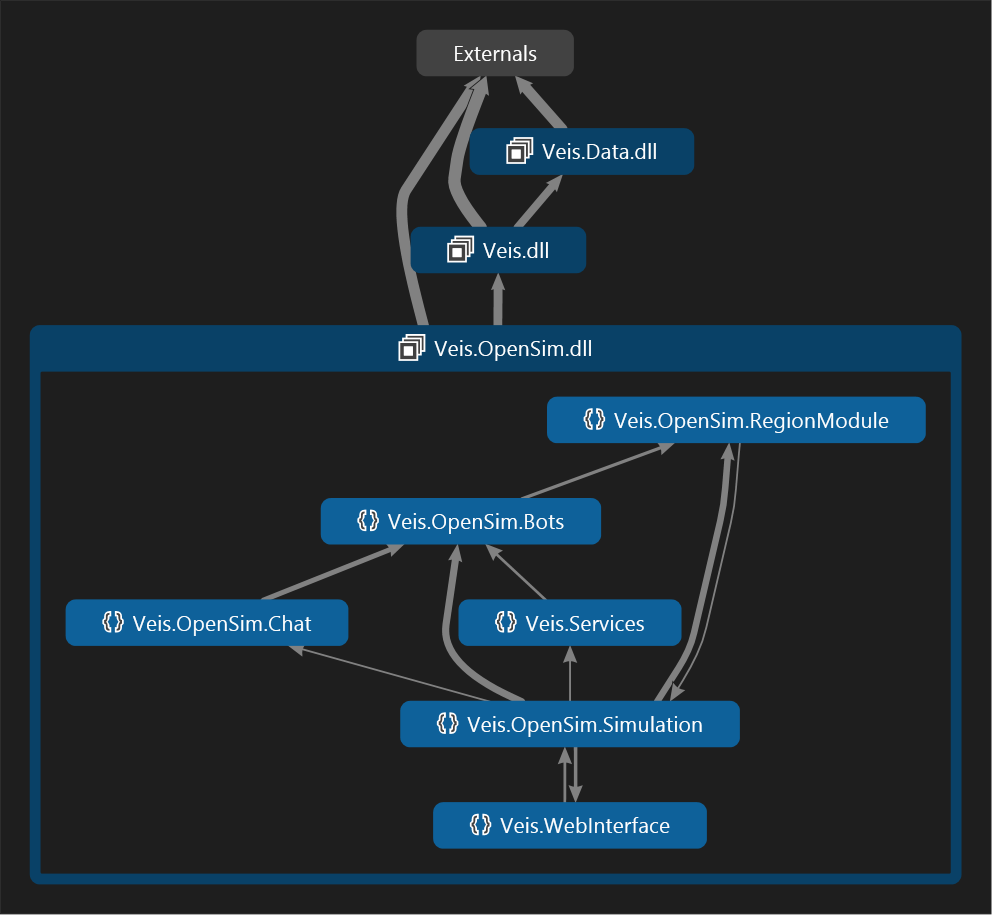 Externals
Veis.Data.dll
Veis.dll
Veis.OpenSim.dll
Veis.OpenSim.RegionModule
Veis.OpenSim.Bots
Veis.OpenSim.Chat
Veis.Services
Veis.OpenSim.Simulation
Veis.WebInterface